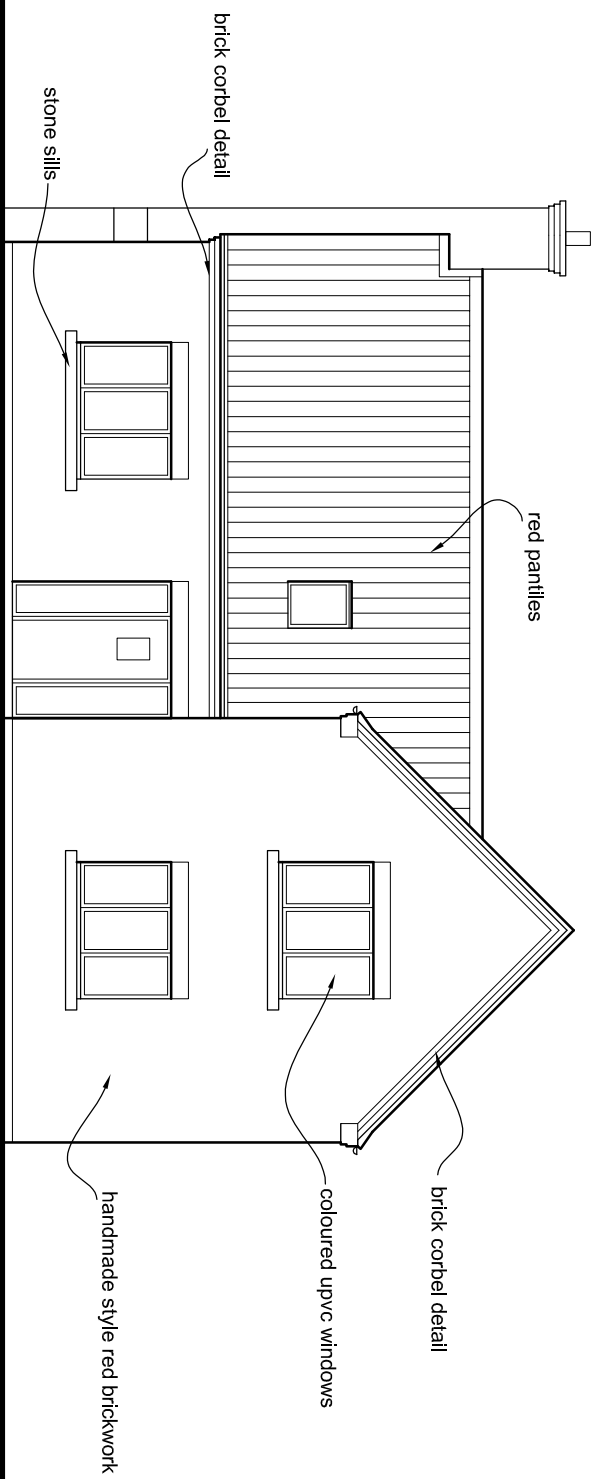 brick corbel detail
stone sills
red pantiles
brick corbel detail
coloured upvc windows
handmade style red brickwork